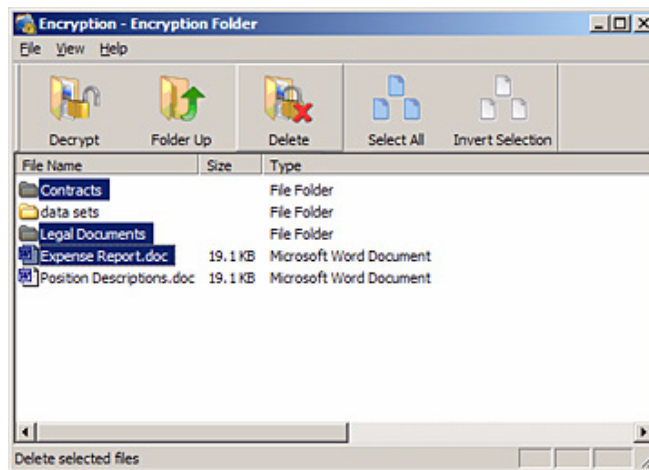 Encryption - Encryption Folder
File View Help
Decrypt Folder Up Delete Select All Invert Selection
File Name Size Type
Contracts File Folder
data sets File Folder
Legal Documents File Folder
Expense Report.doc 19.1 KB Microsoft Word Document
Position Descriptions.doc 19.1 KB Microsoft Word Document
Delete selected files